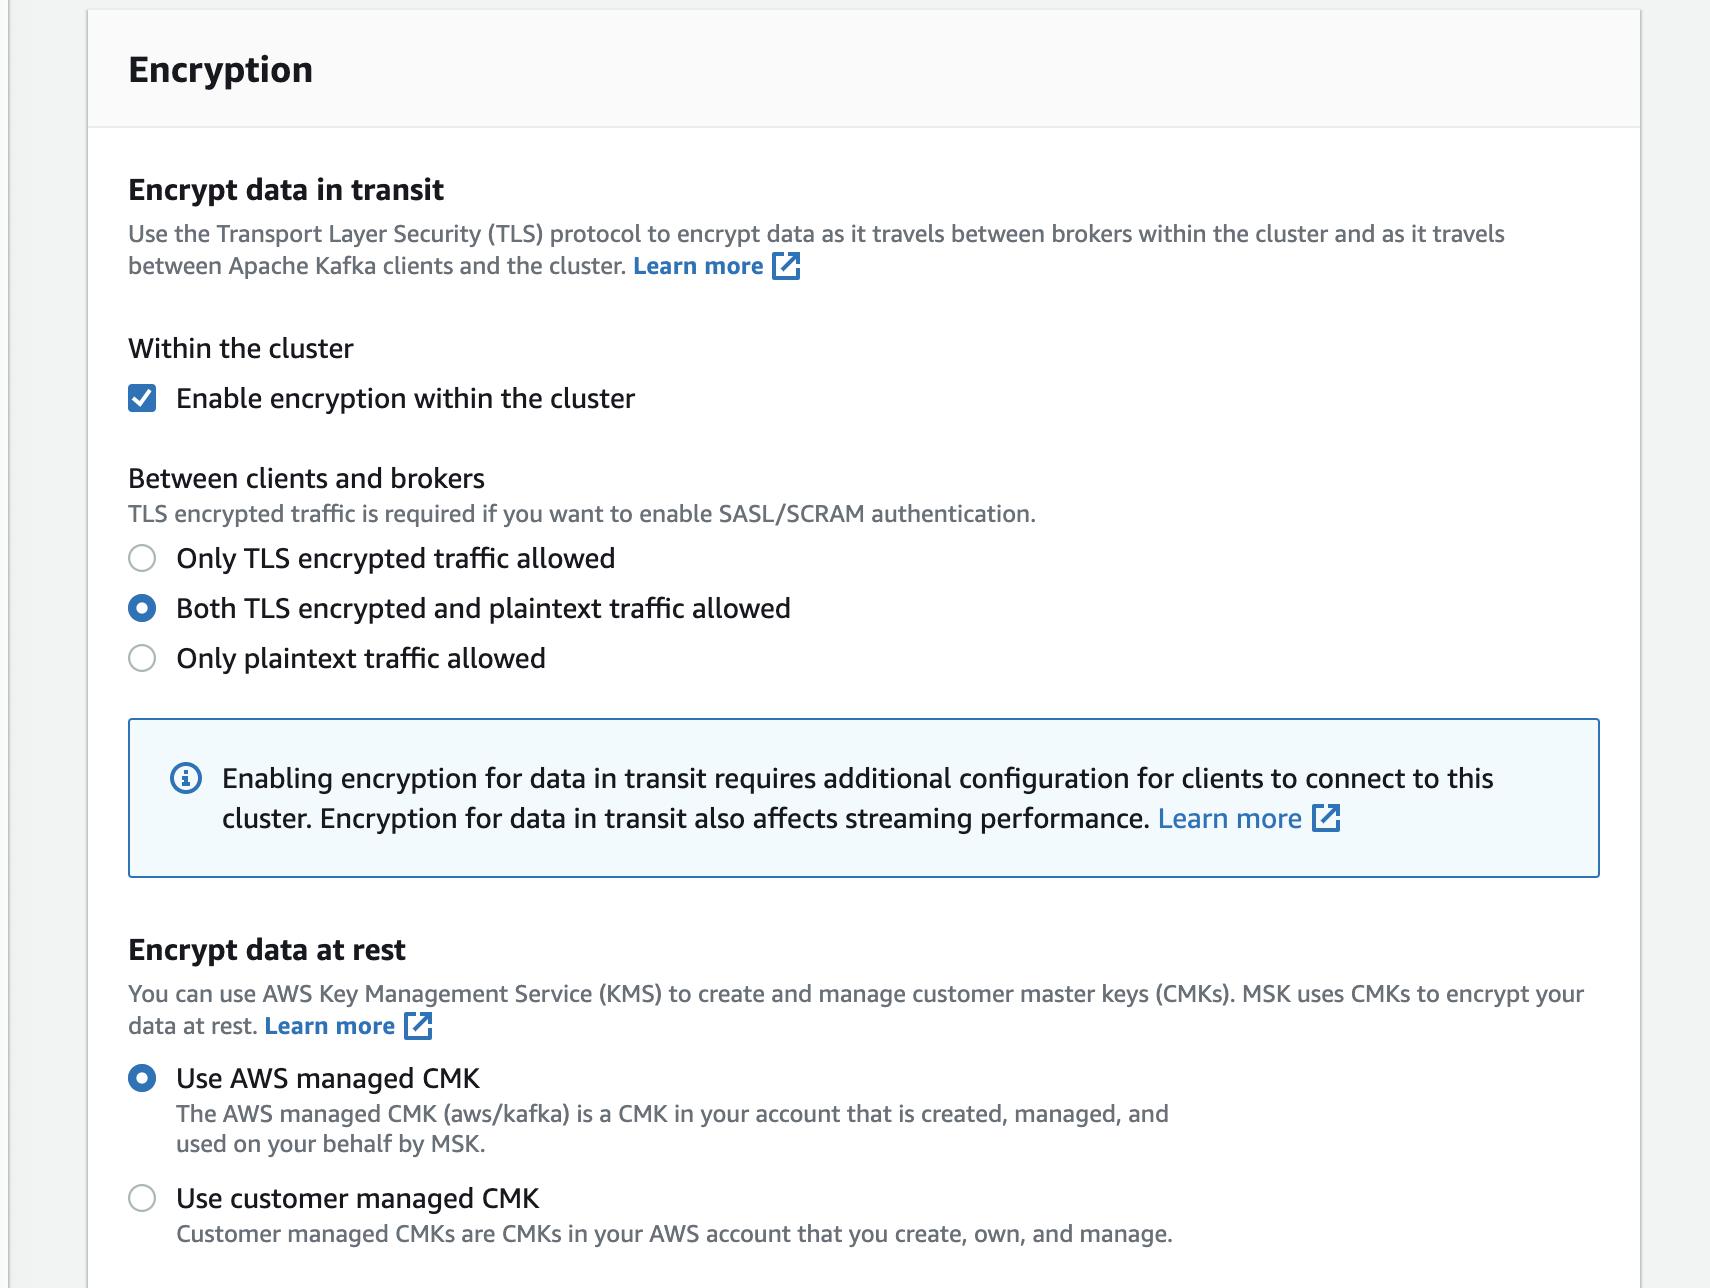 Encryption
Encrypt data in transit
Use the Transport Layer Security (TLS) protocol to encrypt data as it travels between brokers within the cluster and as it travels
between Apache Kafka clients and the cluster. Learn more
Within the cluster
Enable encryption within the cluster
Between clients and brokers
TLS encrypted traffic is required if you want to enable SASL/SCRAM authentication.
Only TLS encrypted traffic allowed
Both TLS encrypted and plaintext traffic allowed
Only plaintext traffic allowed
Enabling encryption for data in transit requires additional configuration for clients to connect to this
cluster. Encryption for data in transit also affects streaming performance. Learn more
Encrypt data at rest
You can use AWS Key Management Service (KMS) to create and manage customer master keys (CMKs). MSK uses CMKs to encrypt your
data at rest. Learn more
Use AWS managed CMK
The AWS managed CMK (aws/kafka) is a CMK in your account that is created, managed, and
used on your behalf by MSK.
Use customer managed CMK
Customer managed CMKs are CMKs in your AWS account that you create, own, and manage.